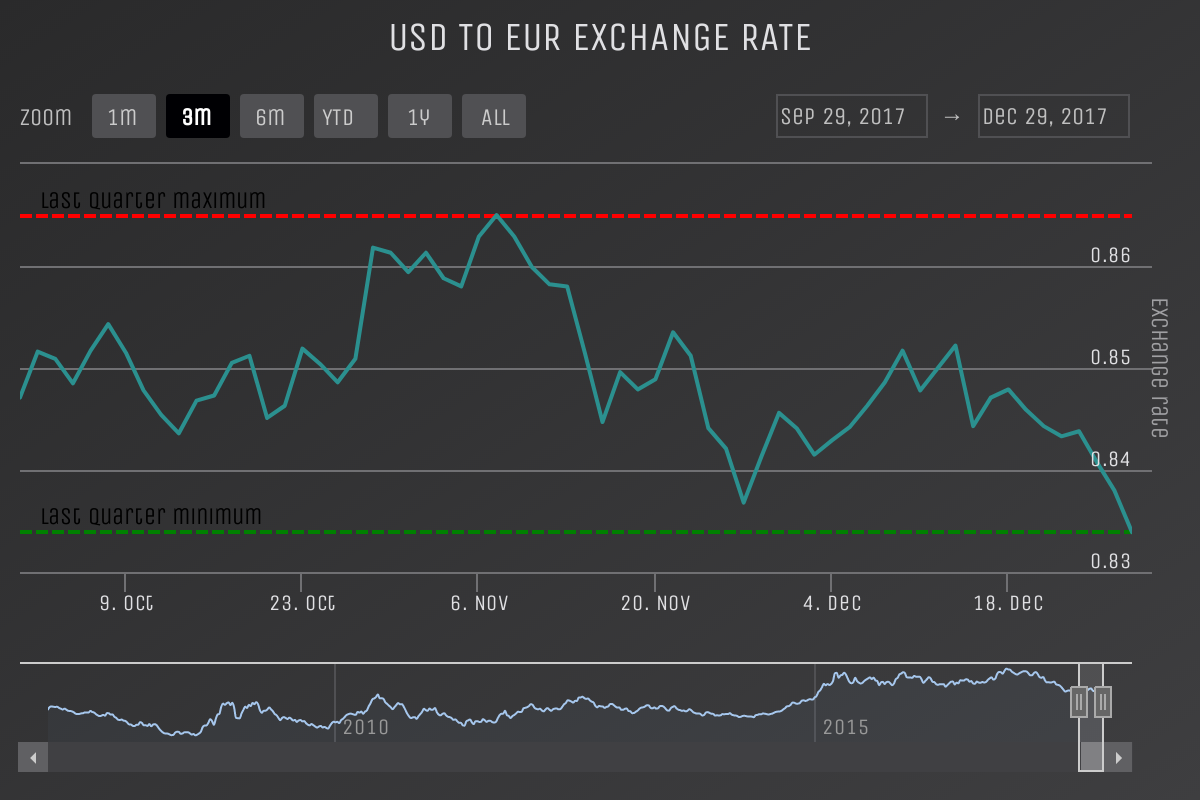 USD TO EUR EXCHANGE RATE
Zoom 1m 3m 6m YTD 1y All Sep 29, 2017 → Dec 29, 2017
Last quarter maximum
0.86
0.85
0.84
Last quarter minimum
0.83
Exchange rate
9. Oct 23. Oct 6. Nov 20. Nov 4. Dec 18. Dec
2010 2015